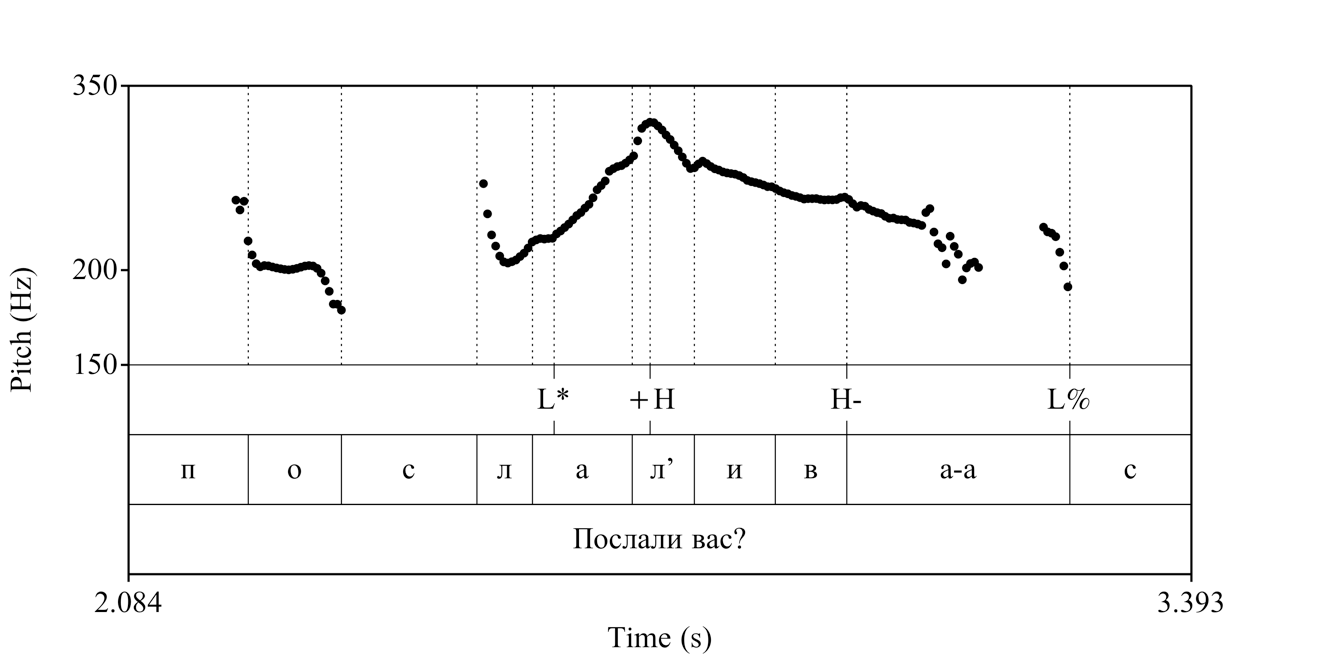 350
200
150
Pitch (Hz)
L* +H H- L%
п о с л а л’ и в а-а с
Послали вас?
2.084 3.393
Time (s)